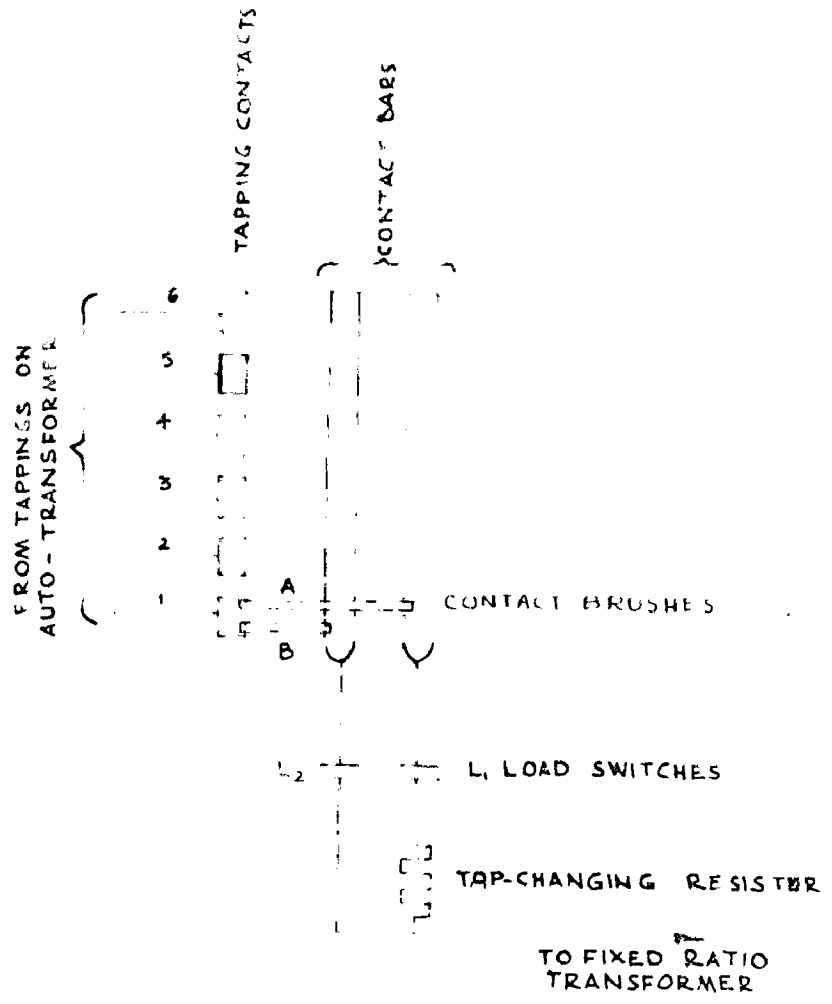 TAPPING CONTACTS
CONTACT BARS
FROM TAPPINGS ON
AUTO-TRANSFORMER
6
5
4
3
2
1
A
B
CONTACT BRUSHES
L2
L1 LOAD SWITCHES
TAP-CHANGING RESISTOR
TO FIXED RATIO
TRANSFORMER